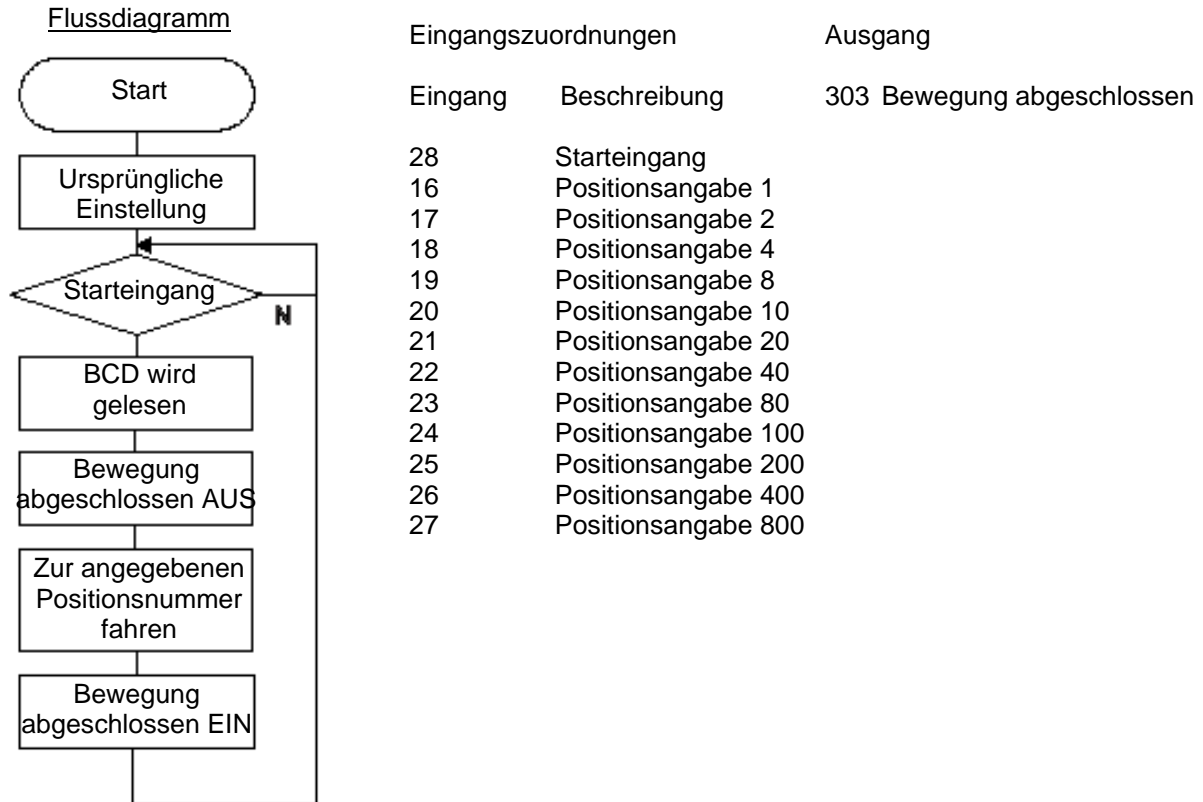 Flussdiagramm
Start
Ursprüngliche
Einstellung
Starteingang
N
BCD wird
gelesen
Bewegung
abgeschlossen AUS
Zur angegebenen
Positionsnummer
fahren
Bewegung
abgeschlossen EIN
Eingangszuordnungen Ausgang
Eingang Beschreibung 303 Bewegung abgeschlossen
28 Starteingang
16 Positionsangabe 1
17 Positionsangabe 2
18 Positionsangabe 4
19 Positionsangabe 8
20 Positionsangabe 10
21 Positionsangabe 20
22 Positionsangabe 40
23 Positionsangabe 80
24 Positionsangabe 100
25 Positionsangabe 200
26 Positionsangabe 400
27 Positionsangabe 800